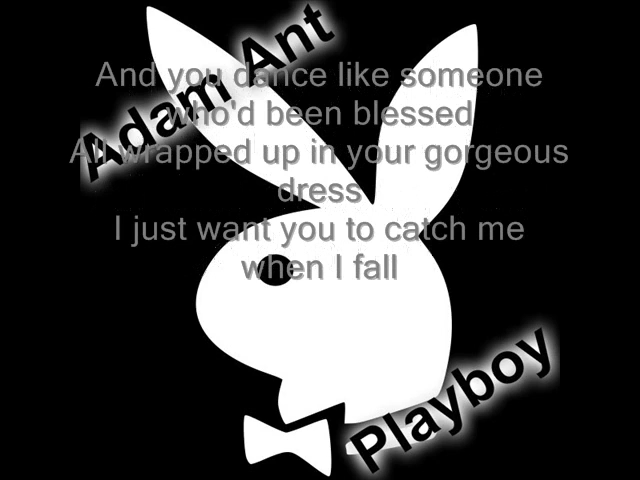 Adam Ant
And you dance like someone
who'd been blessed
All wrapped up in your gorgeous
dress
I just want you to catch me
when I fall
Playboy